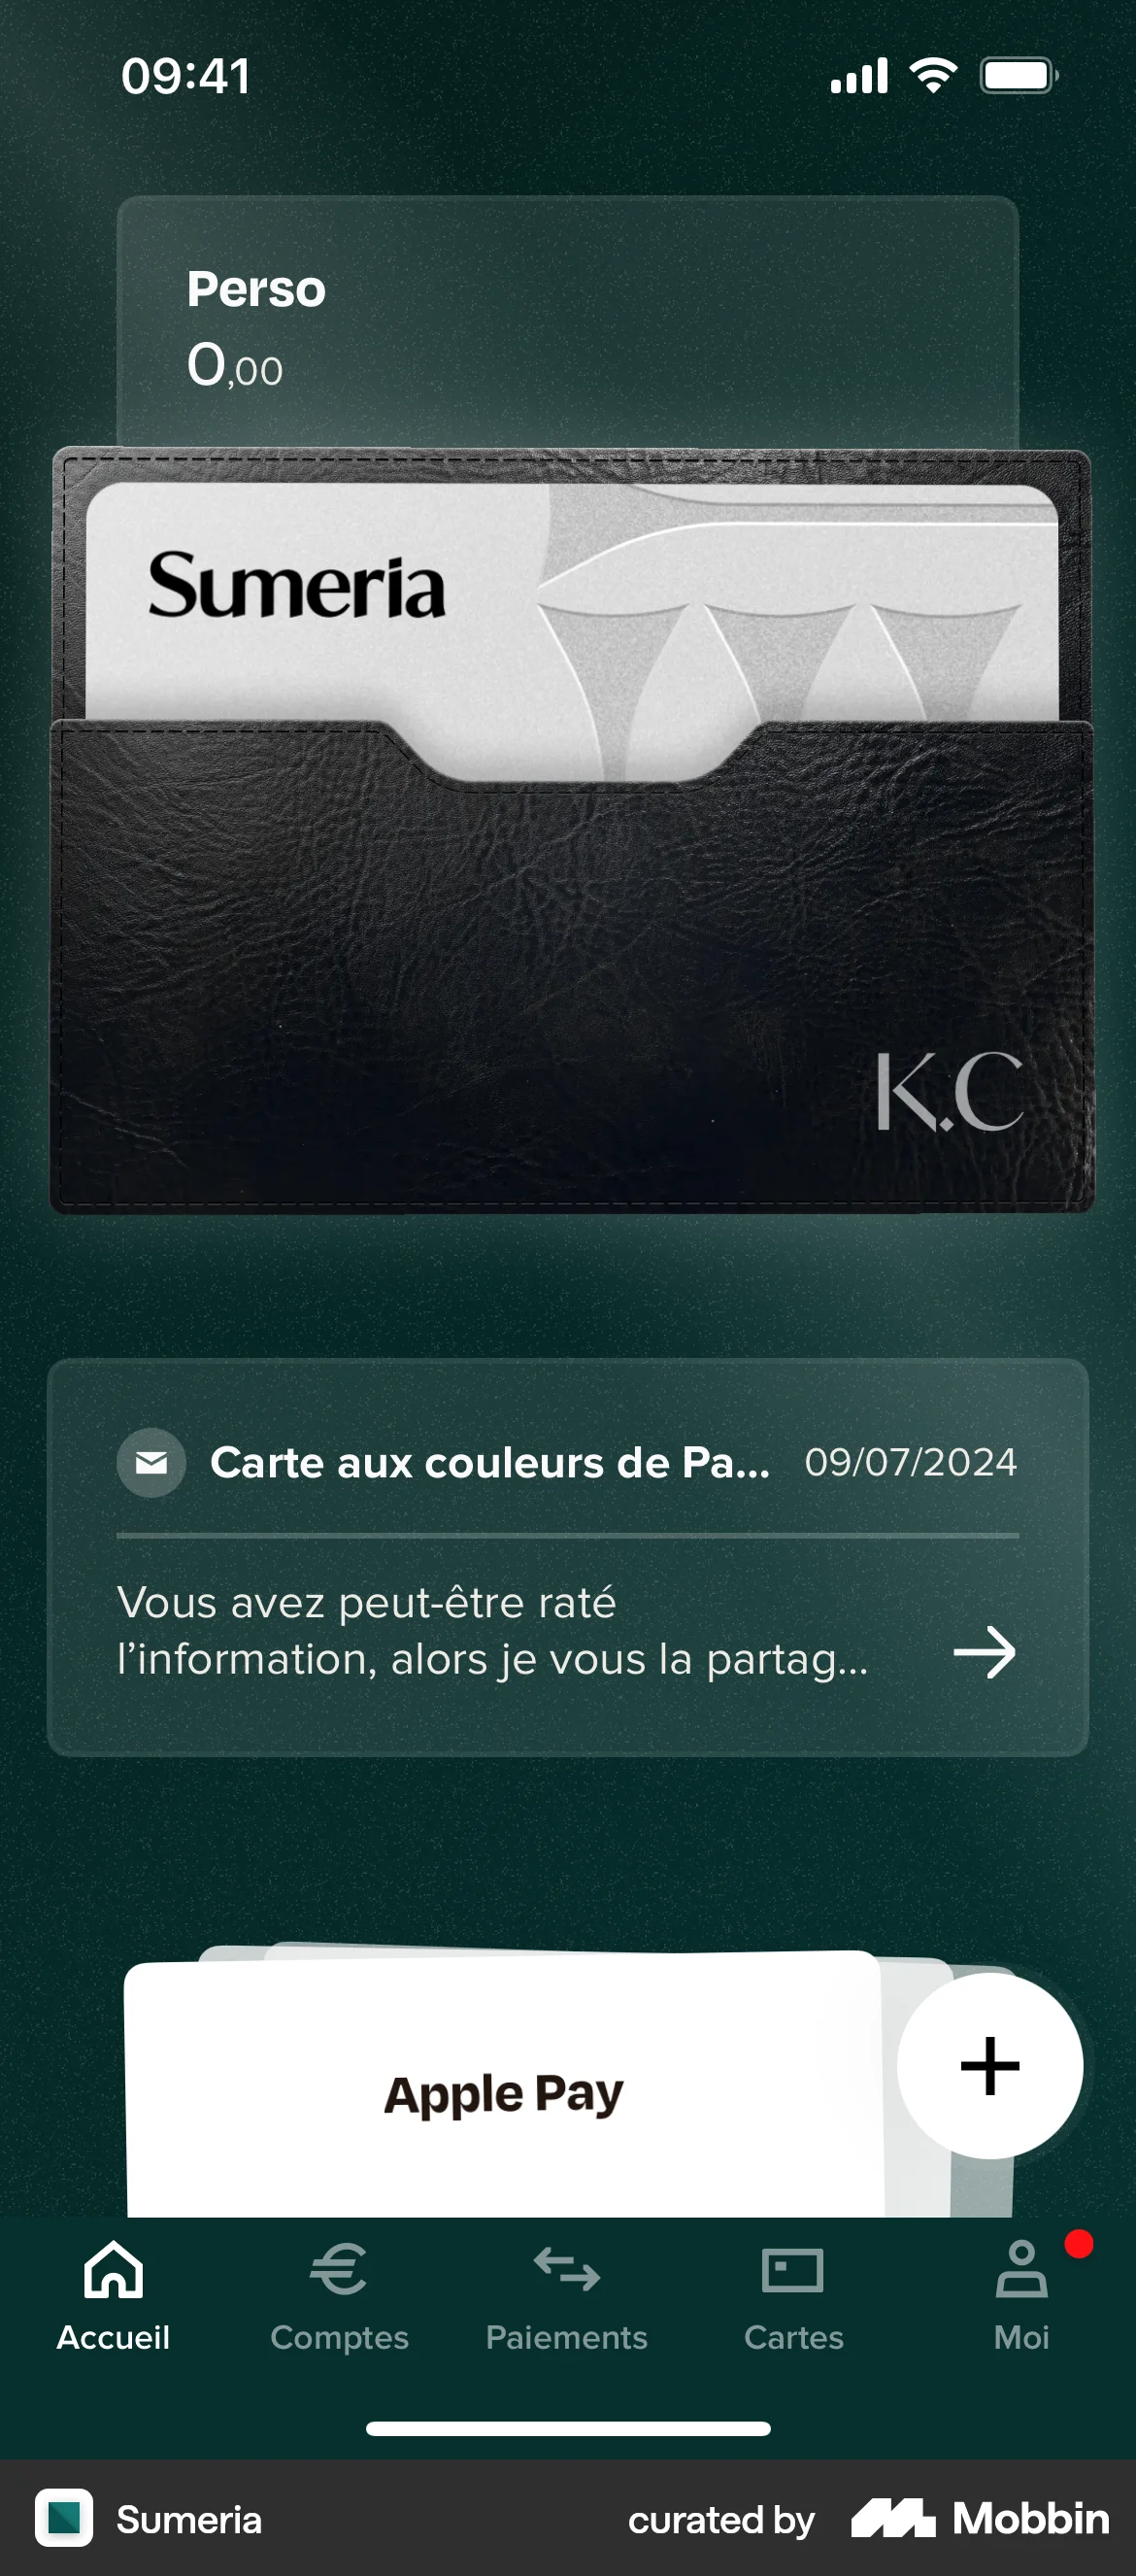 09:41
Perso
0,00
Sumeria
K.C
Carte aux couleurs de Pa... 09/07/2024
Vous avez peut-être raté
l’information, alors je vous la partag...
Apple Pay
Accueil Comptes Paiements Cartes Moi
Sumeria curated by Mobbin